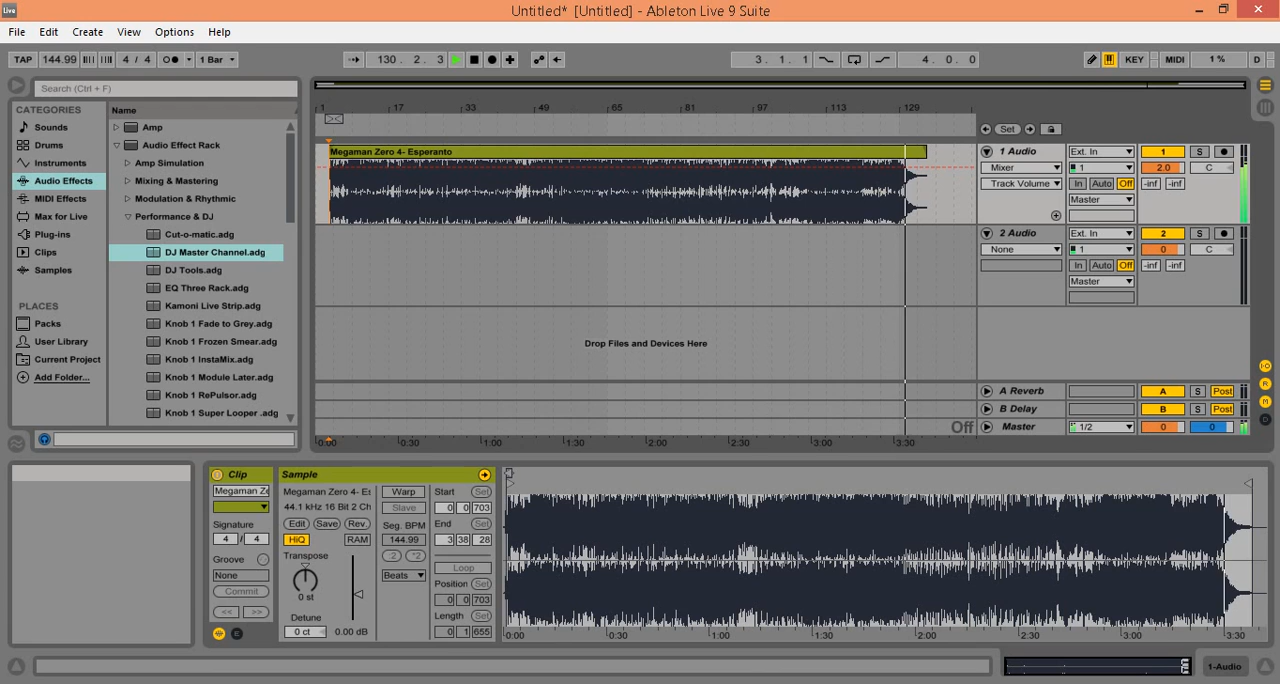 Live
Untitled* [Untitled] - Ableton Live 9 Suite
File Edit Create View Options Help
TAP 144.99 4 / 4 1 Bar 130. 2. 3 3. 1. 1 4. 0. 0 KEY MIDI 1 % D
Search (Ctrl + F)
CATEGORIES
Sounds
Drums
Instruments
Audio Effects
MIDI Effects
Max for Live
Plug-ins
Clips
Samples
PLACES
Packs
User Library
Current Project
Add Folder...
Name
Amp
Audio Effect Rack
Amp Simulation
Mixing & Mastering
Modulation & Rhythmic
Performance & DJ
Cut-o-matic.adg
DJ Master Channel.adg
DJ Tools.adg
EQ Three Rack.adg
Kamoni Live Strip.adg
Knob 1 Fade to Grey.adg
Knob 1 Frozen Smear.adg
Knob 1 InstaMix.adg
Knob 1 Module Later.adg
Knob 1 RePulsor.adg
Knob 1 Super Looper .adg
1 17 33 49 65 81 97 113 129
Set
Megaman Zero 4- Esperanto
1 Audio Ext. In 1 S
Mixer 1 2.0 C
Track Volume In Auto Off -inf -inf
Master
2 Audio Ext. In 2 S
None 1 0 C
In Auto Off -inf -inf
Master
Drop Files and Devices Here
A Reverb A S Post
B Delay B S Post
Off Master 1/2 0 0
0:00 0:30 1:00 1:30 2:00 2:30 3:00 3:30
Clip
Megaman Ze
Signature
4 / 4
Groove
None
Commit
<< >>
Sample
Megaman Zero 4- Es
44.1 kHz 16 Bit 2 Ch
Edit Save Rev.
HiQ RAM
Transpose
0 st
Detune
0 ct 0.00 dB
Warp
Slave
Seg. BPM
144.99
:2 *2
Beats
Start Set
0 0 703
End Set
3 38 28
Loop
Position Set
0 0 703
Length Set
0 1 655
0:00 0:30 1:00 1:30 2:00 2:30 3:00 3:30
1-Audio